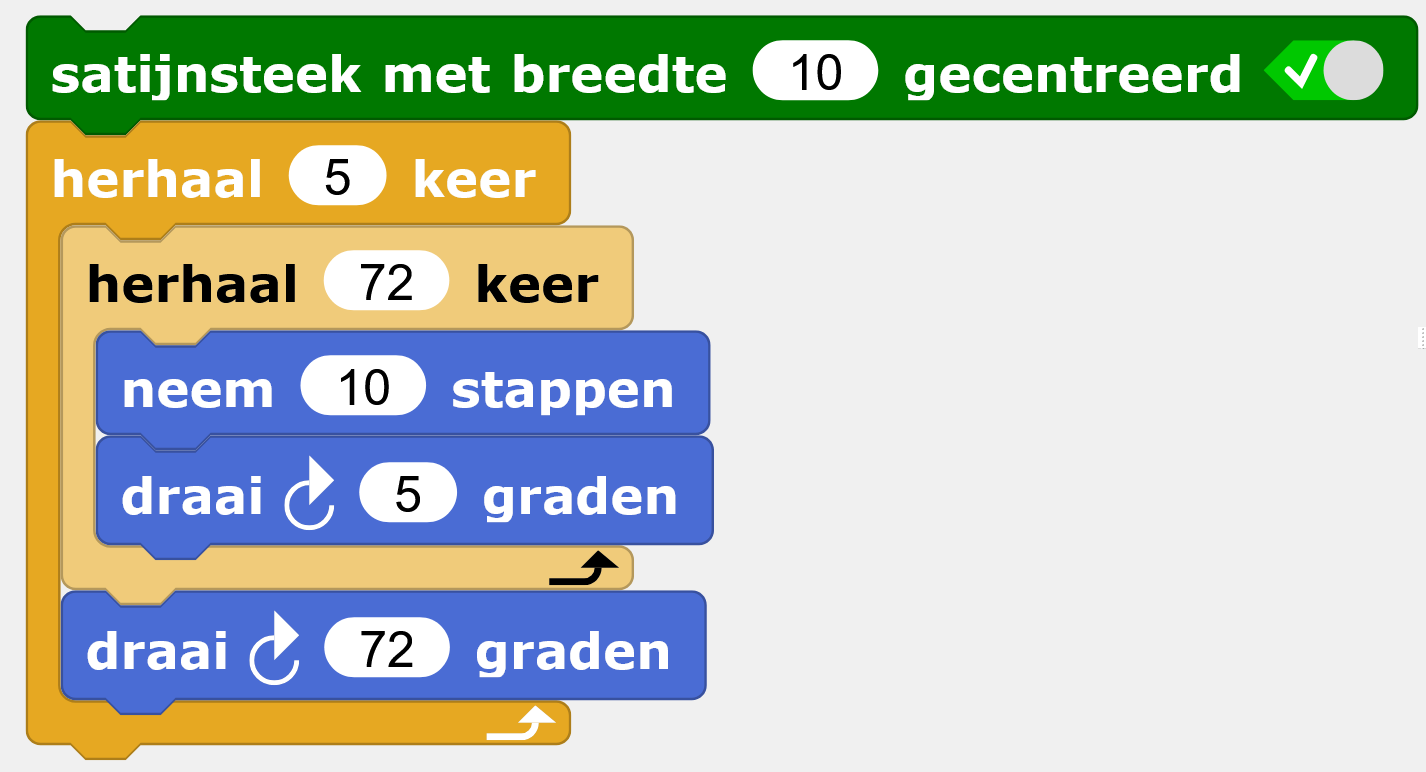 satijnsteek met breedte 10 gecentreerd
herhaal 5 keer
herhaal 72 keer
neem 10 stappen
draai 5 graden
draai 72 graden